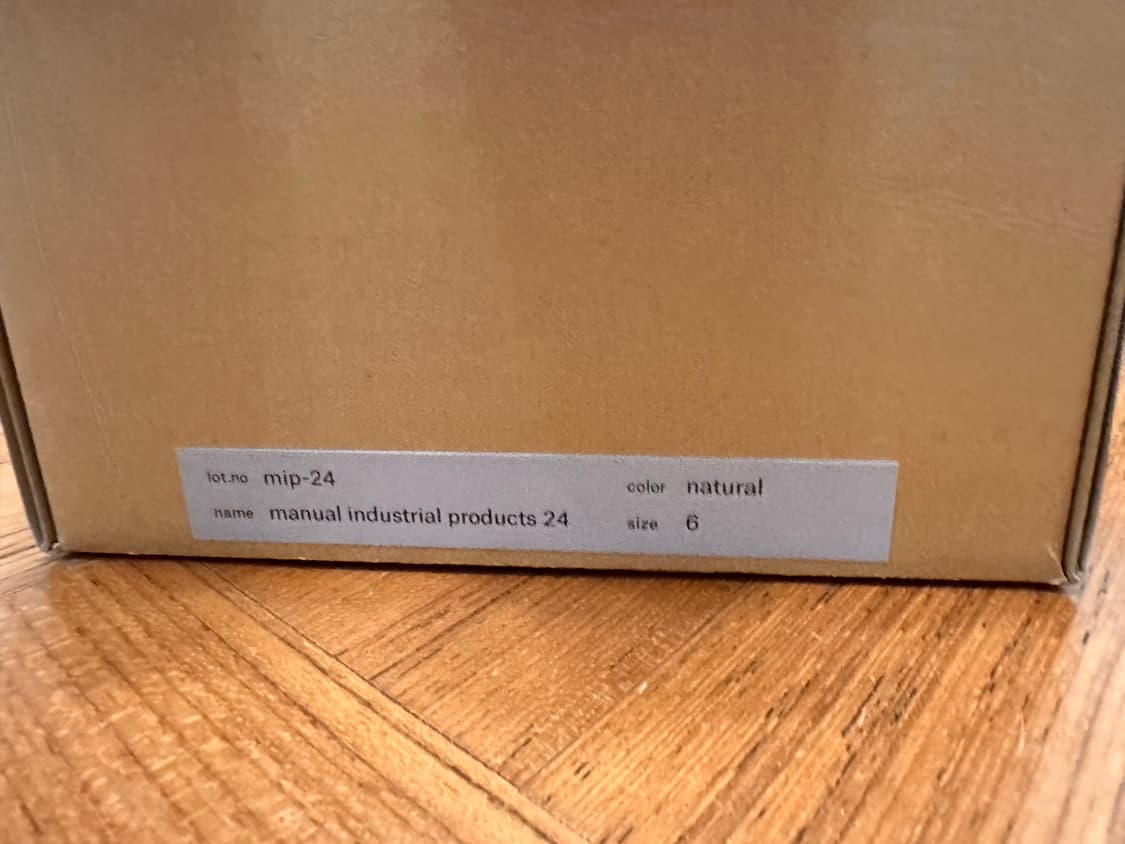 lot.no mip-24
name manual industrial products 24
color natural
size 6